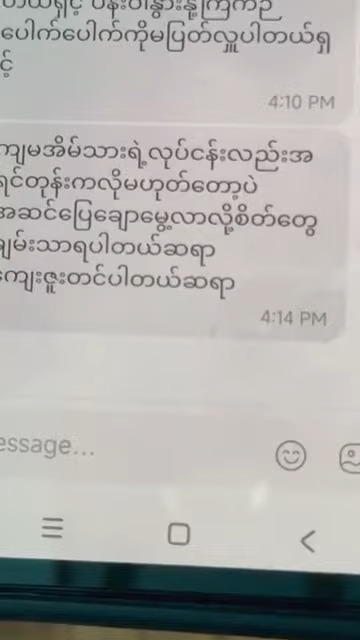 ပေါက်ပေါက်ကိုမပြတ်လှူပါတယ်ရှ
င့်
4:10 PM
ကျမအိမ်သားရဲ့လုပ်ငန်းလည်းအ
ရင်တုန်းကလိုမဟုတ်တော့ပဲ
အဆင်ပြေချောမွေ့လာလို့စိတ်တွေ
ချမ်းသာရပါတယ်ဆရာ
ကျေးဇူးတင်ပါတယ်ဆရာ
4:14 PM
essage...